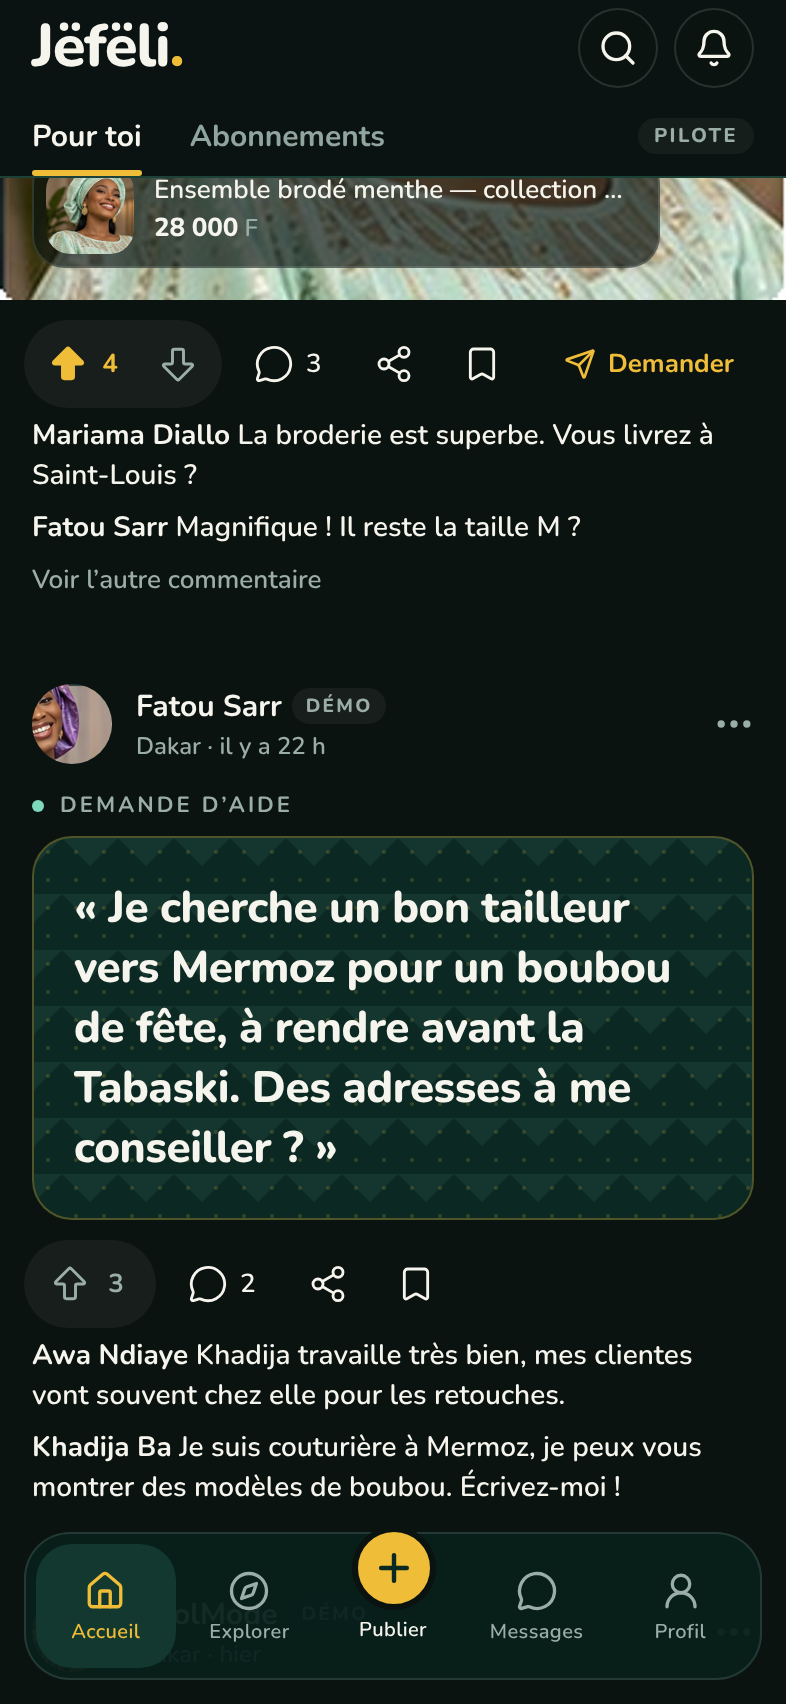 Jëfëli.
Pour toi
Abonnements
PILOTE
Ensemble brodé menthe — collection ...
28 000 F
4
3
Demander
Mariama Diallo La broderie est superbe. Vous livrez à
Saint-Louis ?
Fatou Sarr Magnifique ! Il reste la taille M ?
Voir l’autre commentaire
Fatou Sarr DÉMO
Dakar · il y a 22 h
DEMANDE D’AIDE
« Je cherche un bon tailleur
vers Mermoz pour un boubou
de fête, à rendre avant la
Tabaski. Des adresses à me
conseiller ? »
3
2
Awa Ndiaye Khadija travaille très bien, mes clientes
vont souvent chez elle pour les retouches.
Khadija Ba Je suis couturière à Mermoz, je peux vous
montrer des modèles de boubou. Écrivez-moi !
DÉMO
Accueil
Explorer
Publier
Messages
Profil
hier